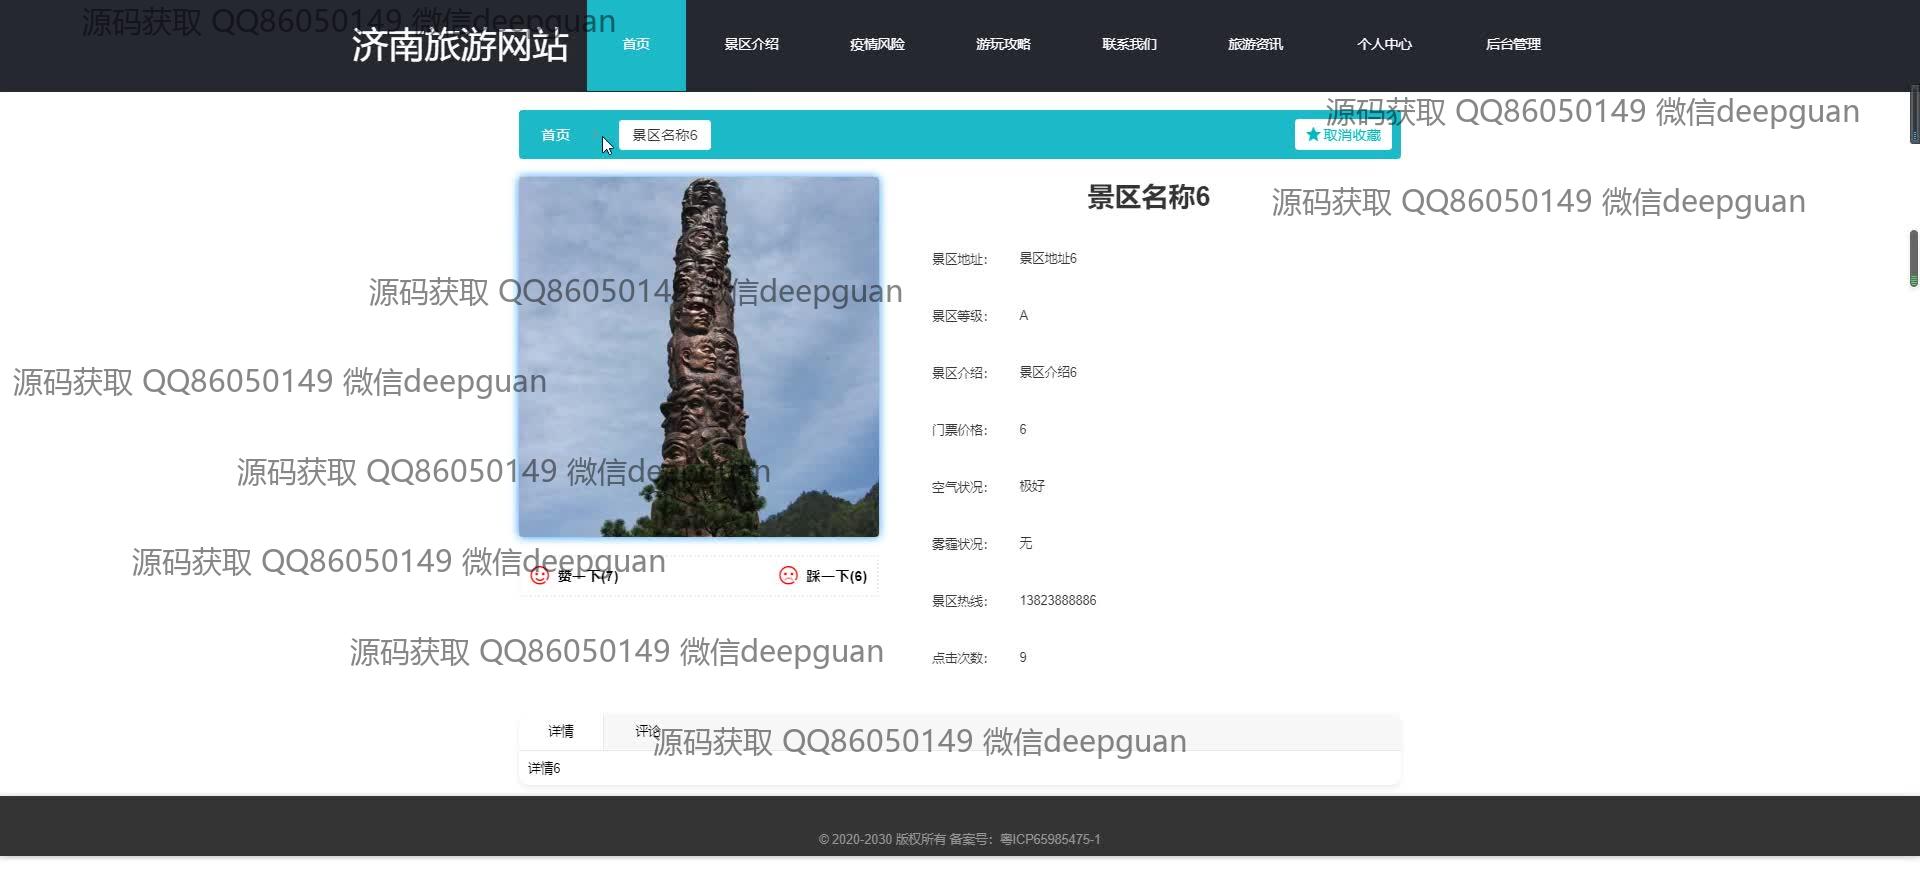 源码获取 QQ86050149 微信deepguan
济南旅游网站
首页 景区介绍 疫情风险 游玩攻略 联系我们 旅游资讯 个人中心 后台管理
源码获取 QQ86050149 微信deepguan
首页 景区名称6 取消收藏
景区名称6
源码获取 QQ86050149 微信deepguan
景区地址: 景区地址6
源码获取 QQ86050149 微信deepguan
景区等级: A
景区介绍: 景区介绍6
源码获取 QQ86050149 微信deepguan
门票价格: 6
源码获取 QQ86050149 微信deepguan
空气状况: 极好
雾霾状况: 无
源码获取 QQ86050149 微信deepguan
赞一下(7) 踩一下(6)
景区热线: 13823888886
源码获取 QQ86050149 微信deepguan
点击次数: 9
详情 评论
源码获取 QQ86050149 微信deepguan
详情6
© 2020-2030 版权所有 备案号: 粤ICP65985475-1